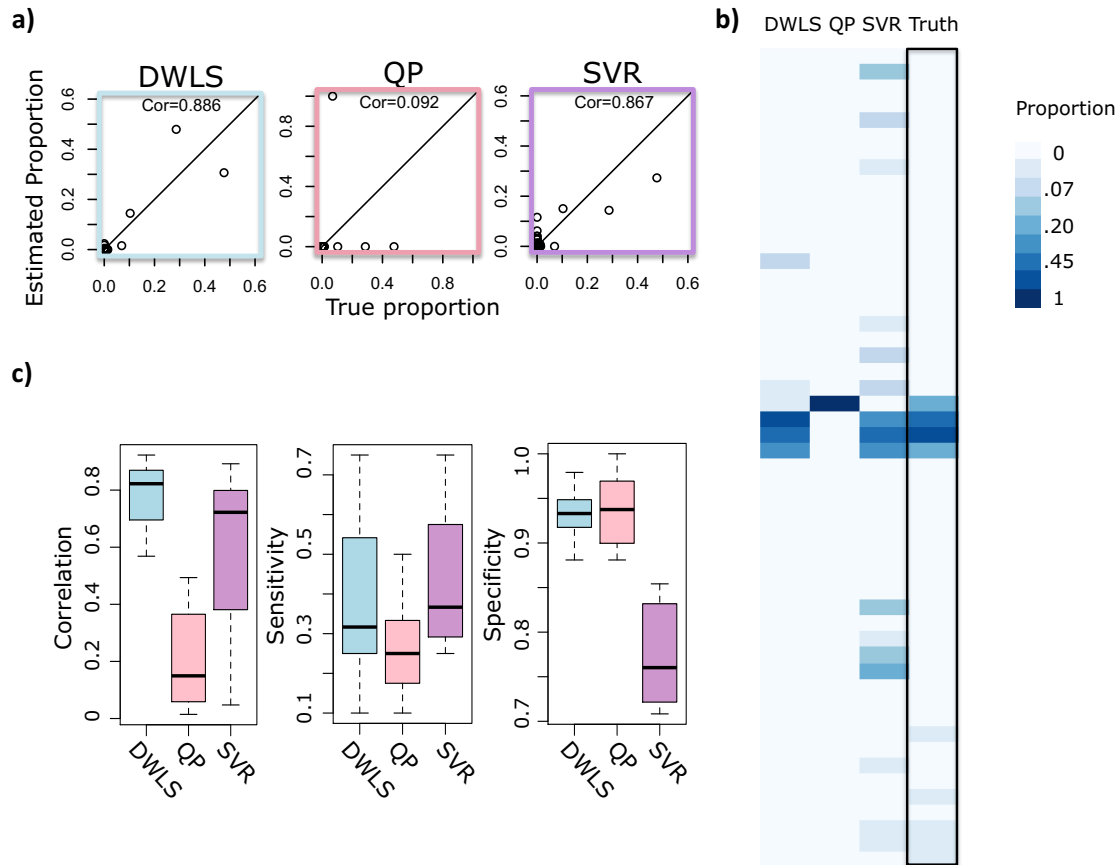 a)
DWLS
QP
SVR
Cor=0.886
Cor=0.092
Cor=0.867
Estimated Proportion
0.6
0.4
0.2
0.0
0.0 0.2 0.4 0.6
0.8
0.4
0.0
0.0 0.4 0.8
0.6
0.4
0.2
0.0
0.0 0.2 0.4 0.6
True proportion
b)
DWLS QP SVR Truth
Proportion
0
.07
.20
.45
1
c)
Correlation
0.8
0.6
0.4
0.2
0
DWLS
QP
SVR
Sensitivity
0.7
0.5
0.3
0.1
DWLS
QP
SVR
Specificity
1.0
0.9
0.8
0.7
DWLS
QP
SVR